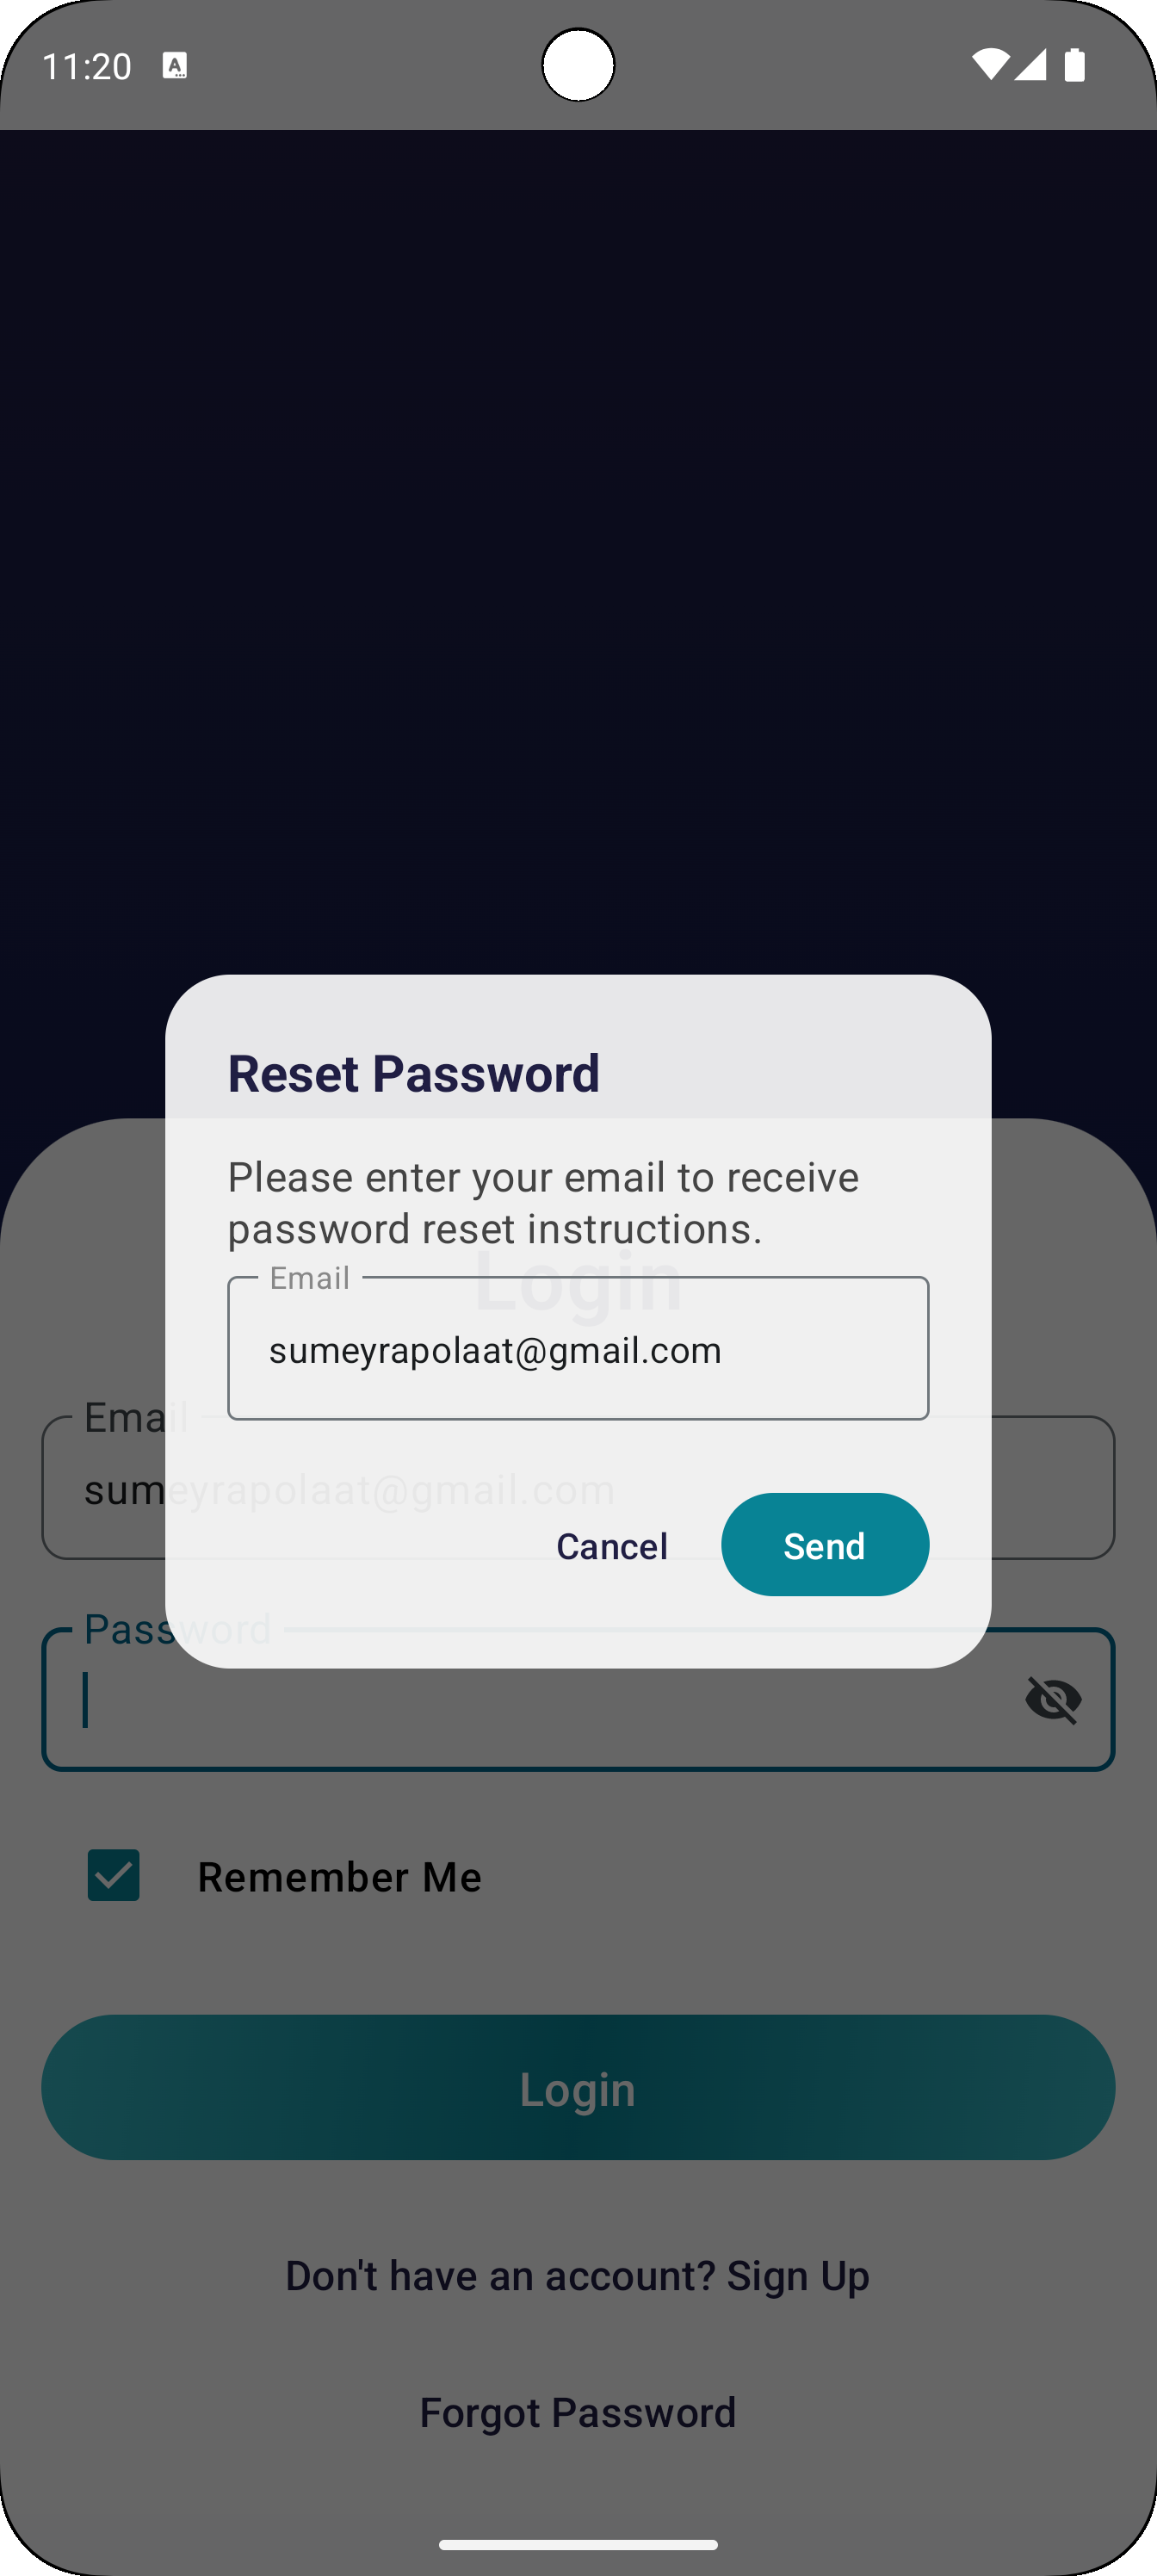 11:20
Reset Password
Please enter your email to receive
password reset instructions.
Login
Email
sumeyrapolaat@gmail.com
Email
sumeyrapolaat@gmail.com
Cancel
Send
Password
Remember Me
Login
Don't have an account? Sign Up
Forgot Password